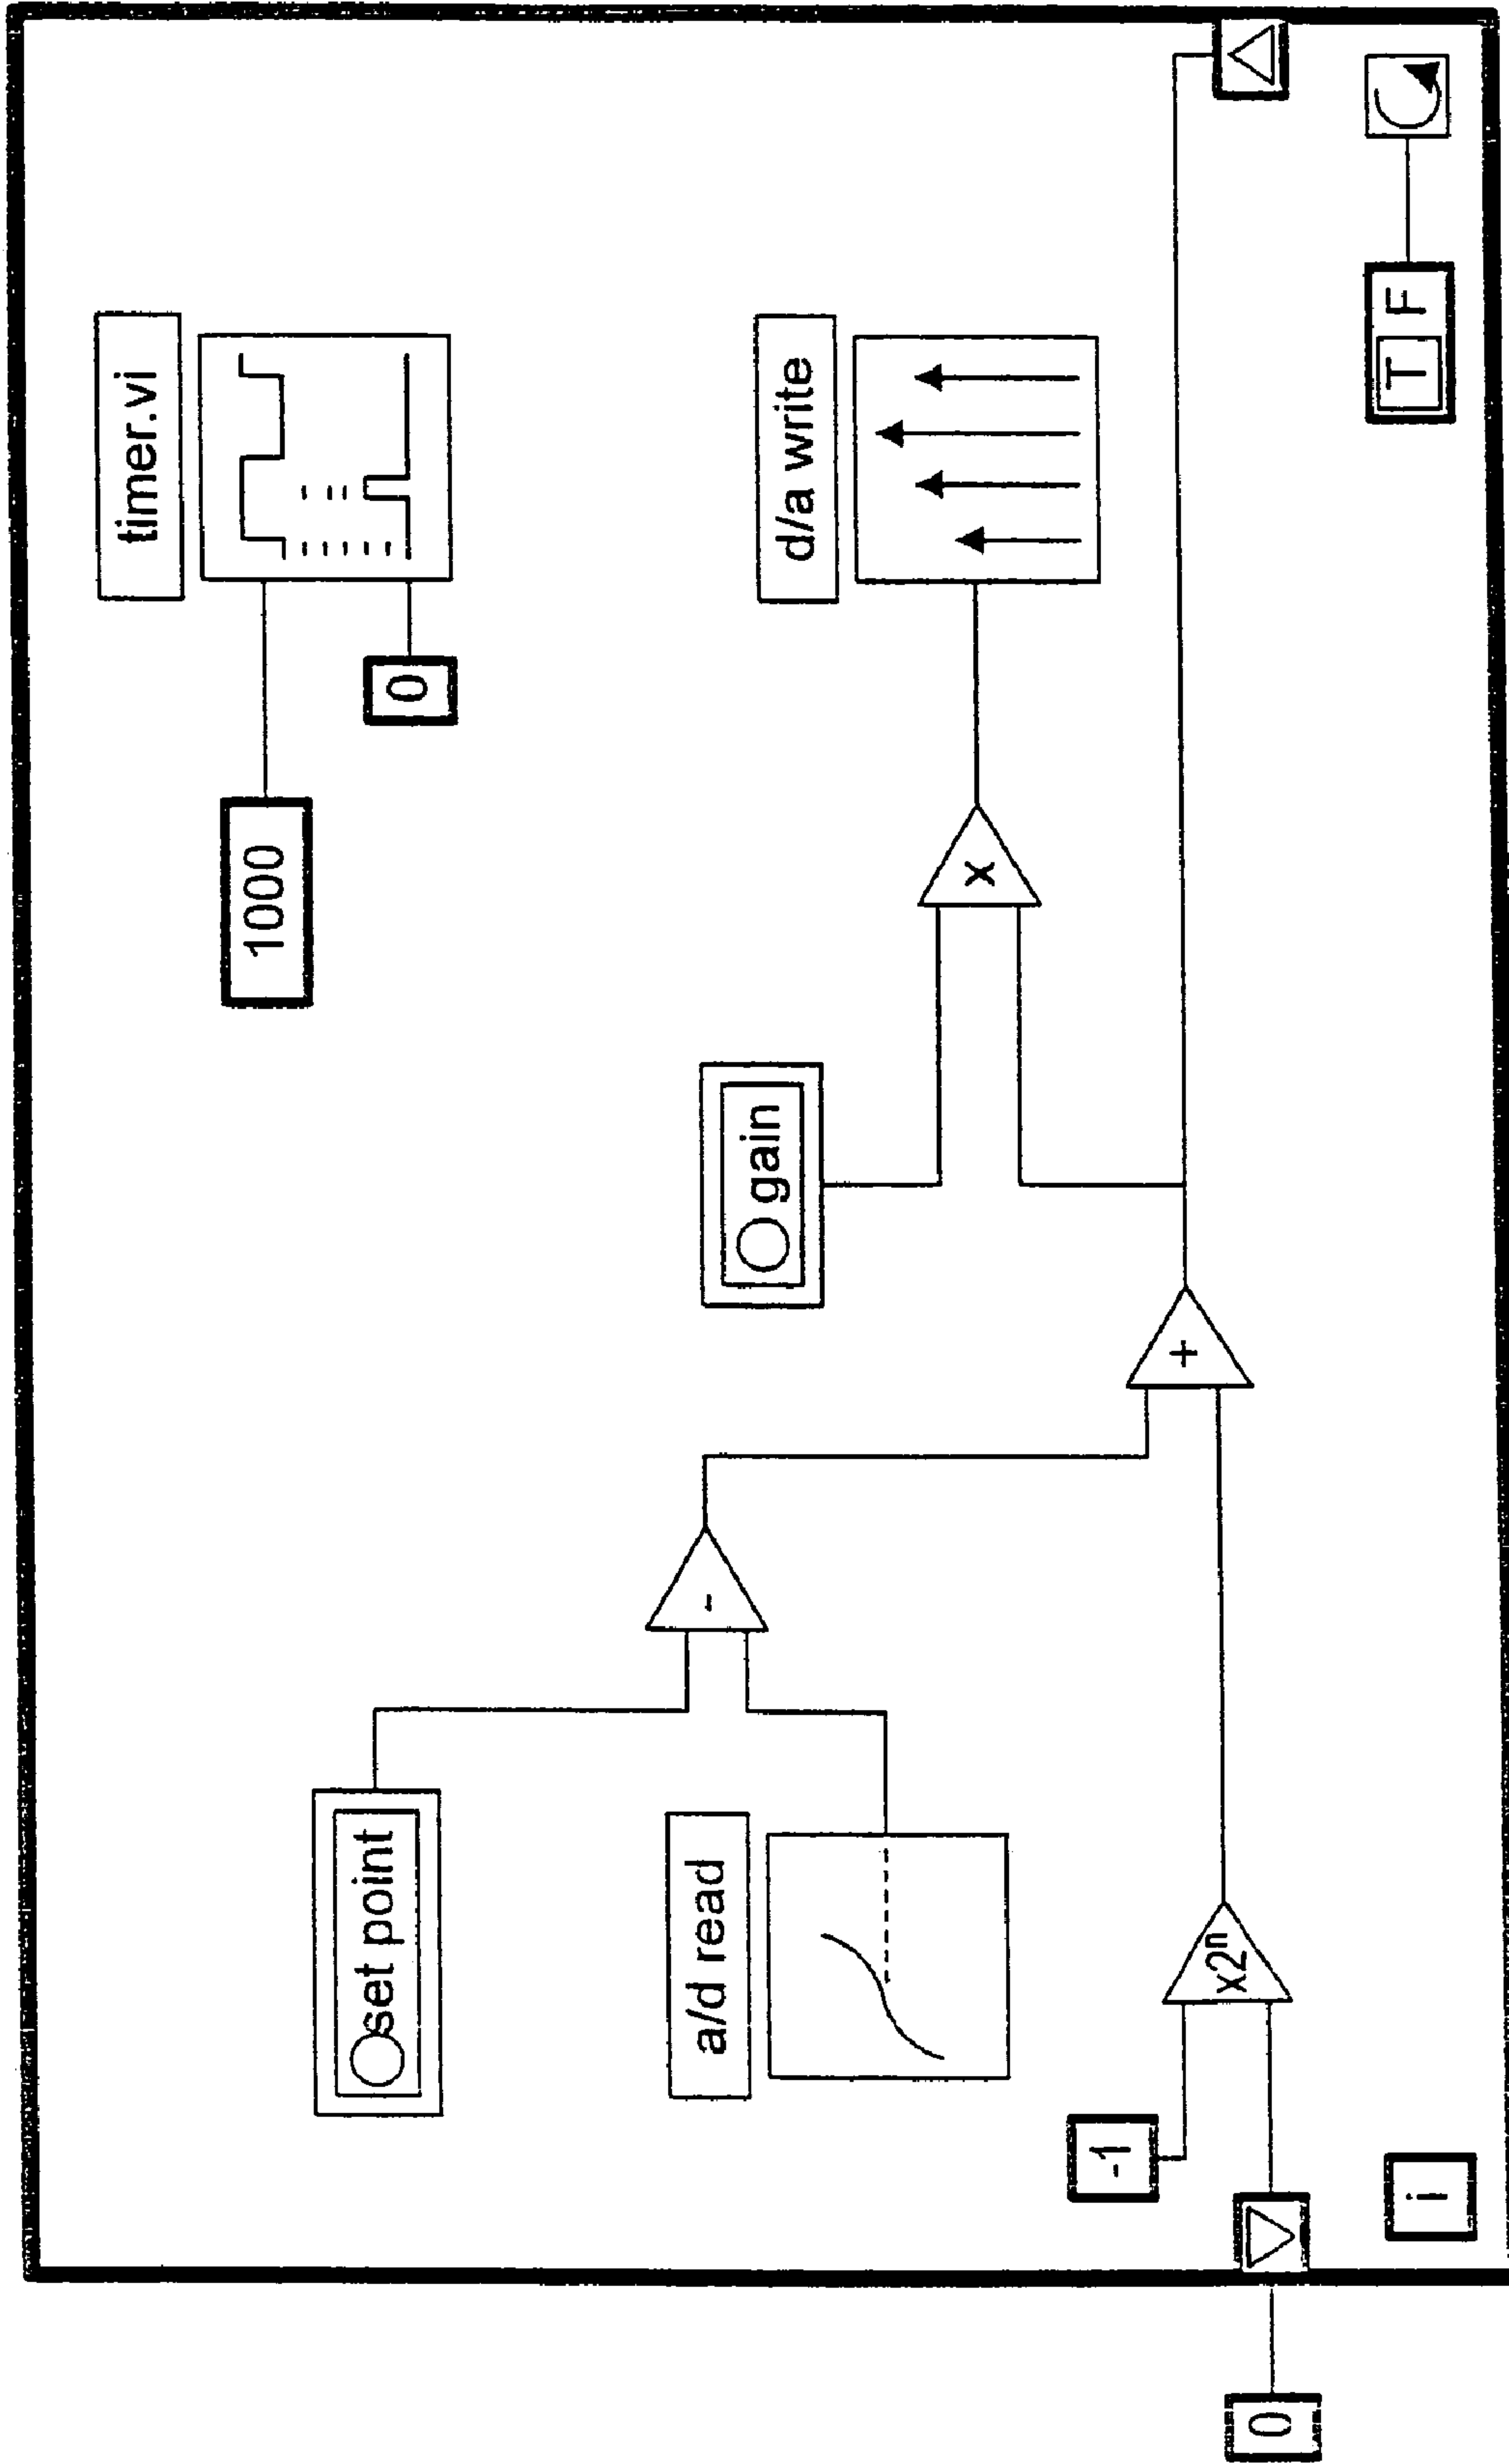 timer.vi
1000
0
set point
gain
d/a write
a/d read
-
x
-1
+
x2ⁿ
0
i
T F